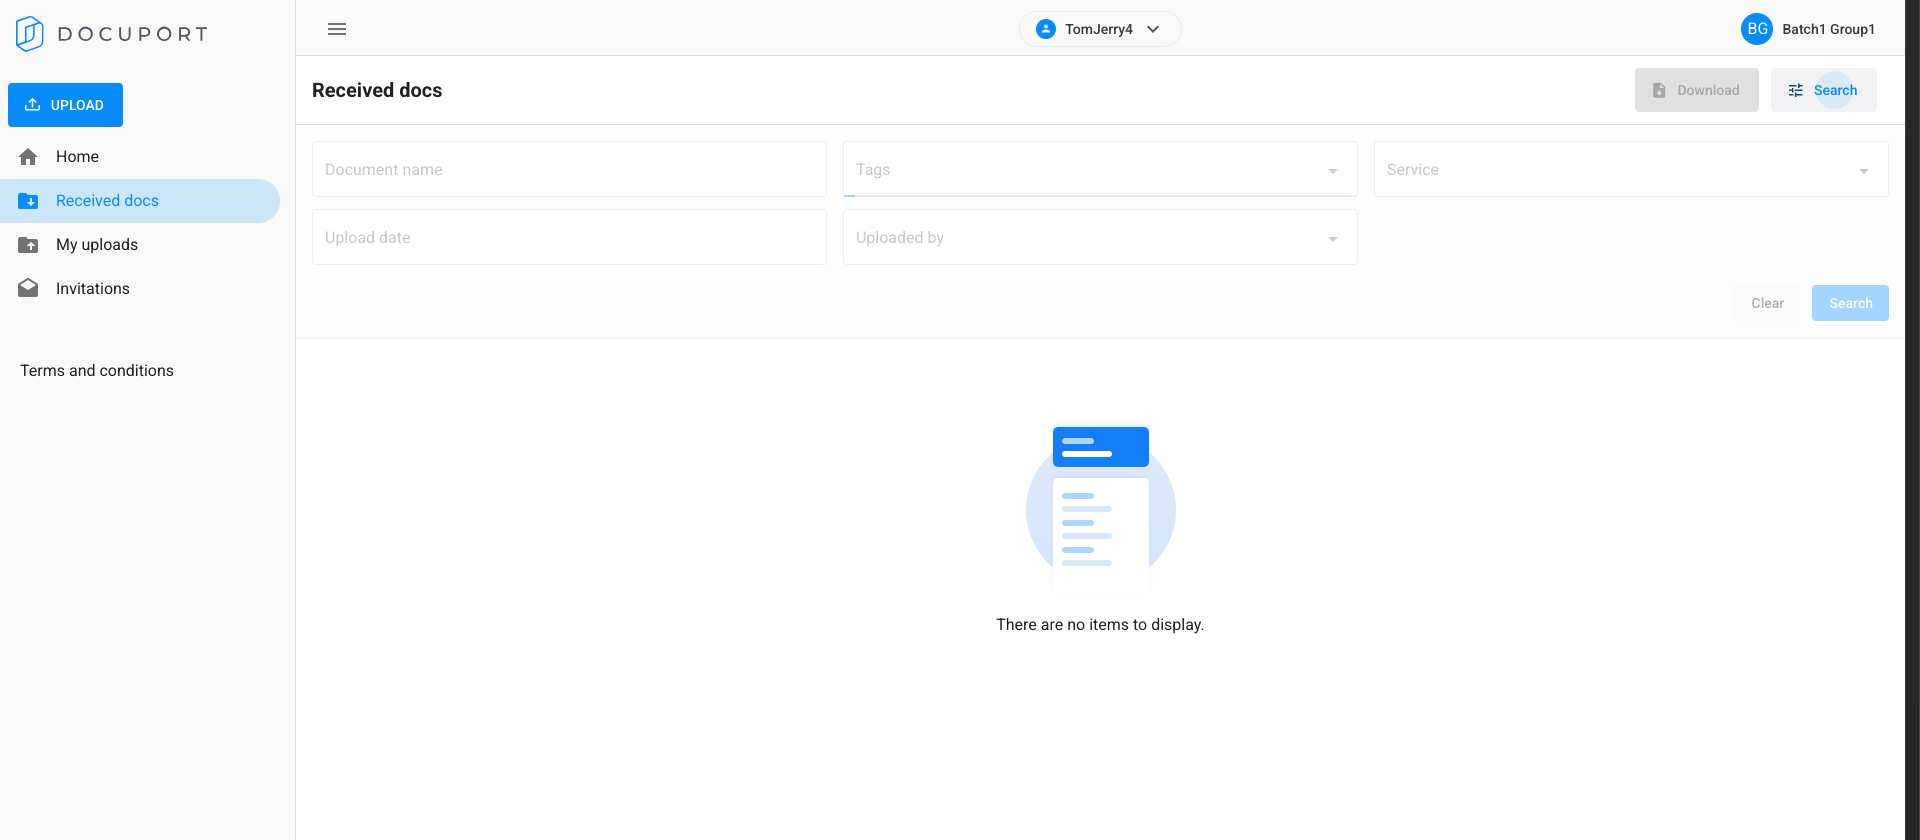 DOCUPORT
TomJerry4
BG Batch1 Group1
UPLOAD
Home
Received docs
My uploads
Invitations
Terms and conditions
Received docs
Download
Search
Document name
Tags
Service
Upload date
Uploaded by
Clear
Search
There are no items to display.